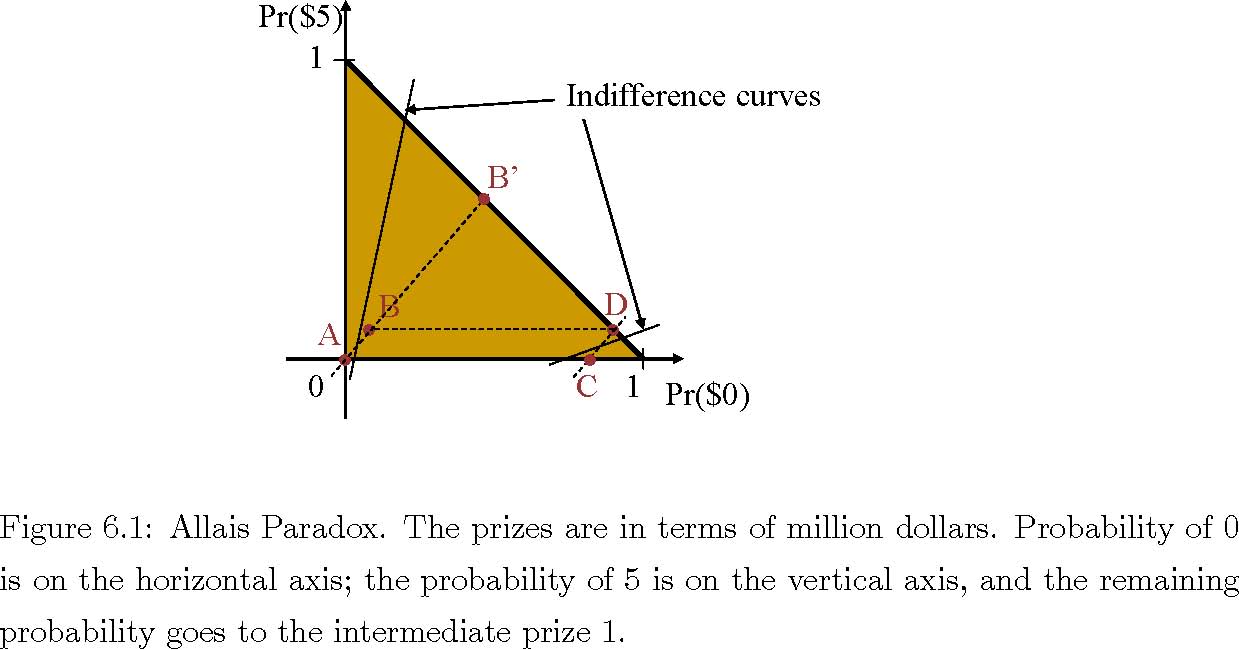 Pr($5)
1
Indifference curves
B’
B
D
A
0
C
1
Pr($0)
Figure 6.1: Allais Paradox. The prizes are in terms of million dollars. Probability of 0
is on the horizontal axis; the probability of 5 is on the vertical axis, and the remaining
probability goes to the intermediate prize 1.